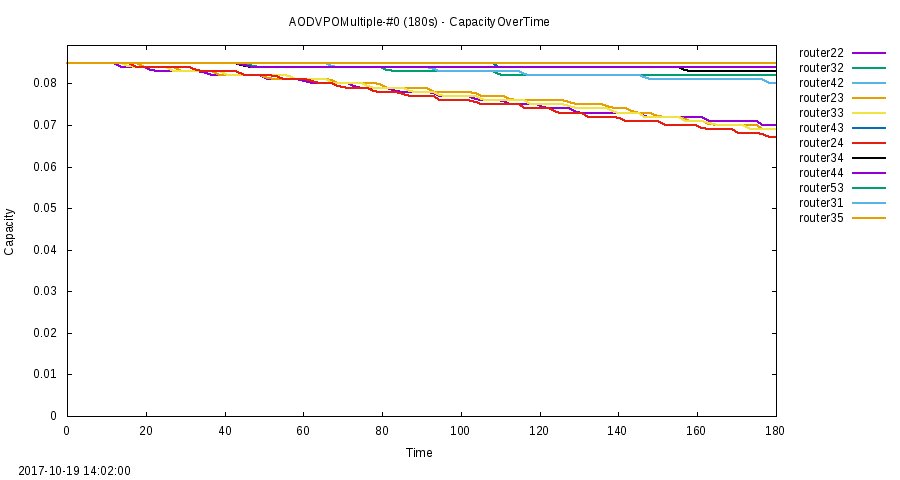 AODVPOMultiple-#0 (180s) - CapacityOverTime
router22
router32
router42
router23
router33
router43
router24
router34
router44
router53
router31
router35
0.08
0.07
0.06
0.05
0.04
0.03
0.02
0.01
0
Capacity
0 20 40 60 80 100 120 140 160 180
Time
2017-10-19 14:02:00